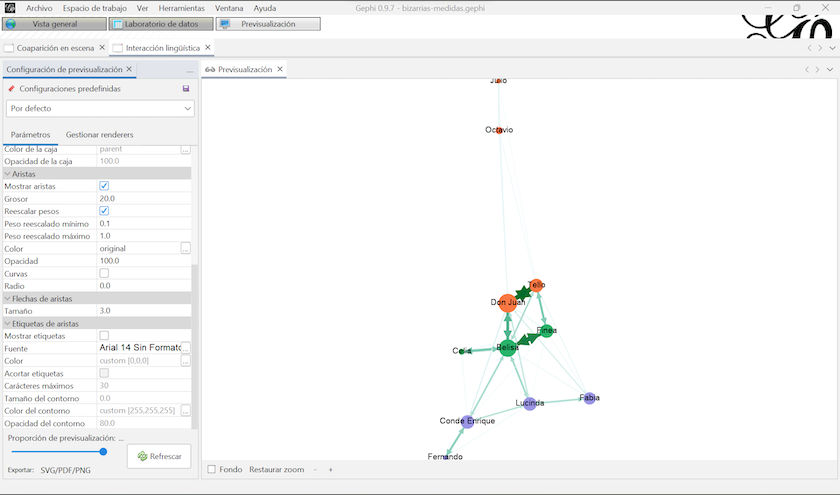 Archivo Espacio de trabajo Ver Herramientas Ventana Ayuda Gephi 0.9.7 - bizarrias-medidas.gephi
Vista general Laboratorio de datos Previsualización
Coaparición en escena Interacción lingüística
Configuración de previsualización
Previsualización
Configuraciones predefinidas
Por defecto
Parámetros Gestionar renderers
Color de la caja parent ...
Opacidad de la caja 100.0
Aristas
Mostrar aristas
Grosor 20.0
Reescalar pesos
Peso reescalado mínimo 0.1
Peso reescalado máximo 1.0
Color original ...
Opacidad 100.0
Curvas
Radio 0.0
Flechas de aristas
Tamaño 3.0
Etiquetas de aristas
Mostrar etiquetas
Fuente Arial 14 Sin Formato ...
Color custom [0,0,0] ...
Acortar etiquetas
Carácteres máximos 30
Tamaño del contorno 0.0
Color del contorno custom [255,255,255] ...
Opacidad del contorno 80.0
Proporción de previsualización: ...
Refrescar
Exportar: SVG/PDF/PNG
Julio
Octavio
Tello
Don Juan
Finea
Belisa
Celia
Fabia
Lucinda
Conde Enrique
Fernando
Fondo Restaurar zoom - +